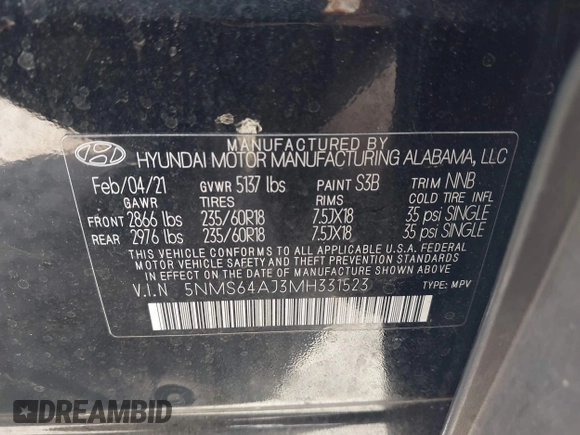 MANUFACTURED BY
HYUNDAI MOTOR MANUFACTURING ALABAMA, LLC
Feb/04/21 GVWR 5137 lbs PAINT S3B TRIM NNB
GAWR TIRES RIMS COLD TIRE INFL
FRONT 2866 lbs 235/60R18 7.5JX18 35 psi SINGLE
REAR 2976 lbs 235/60R18 7.5JX18 35 psi SINGLE
THIS VEHICLE CONFORMS TO ALL APPLICABLE U.S.A. FEDERAL
MOTOR VEHICLE SAFETY AND THEFT PREVENTION STANDARDS
IN EFFECT ON THE DATE OF MANUFACTURE SHOWN ABOVE.
V.I.N 5NMS64AJ3MH331523 TYPE: MPV
DREAMBID